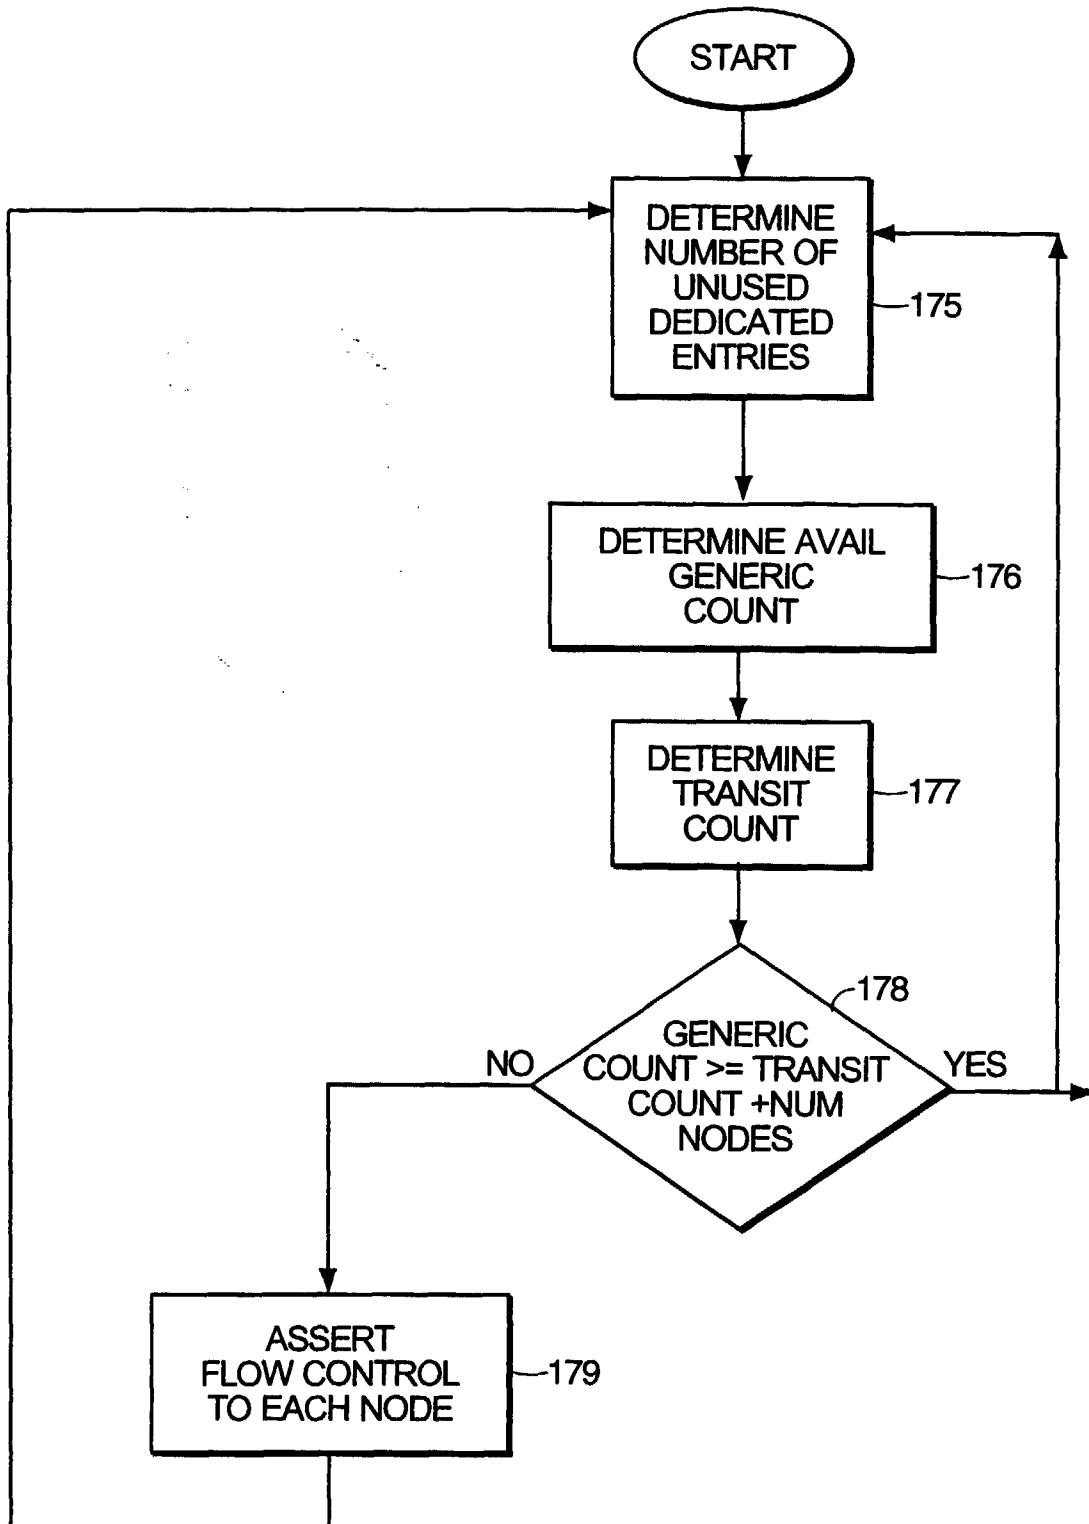 START
DETERMINE
NUMBER OF
UNUSED
DEDICATED
ENTRIES
175
DETERMINE AVAIL
GENERIC
COUNT
176
DETERMINE
TRANSIT
COUNT
177
178
GENERIC
COUNT >= TRANSIT
COUNT +NUM
NODES
NO
YES
ASSERT
FLOW CONTROL
TO EACH NODE
179